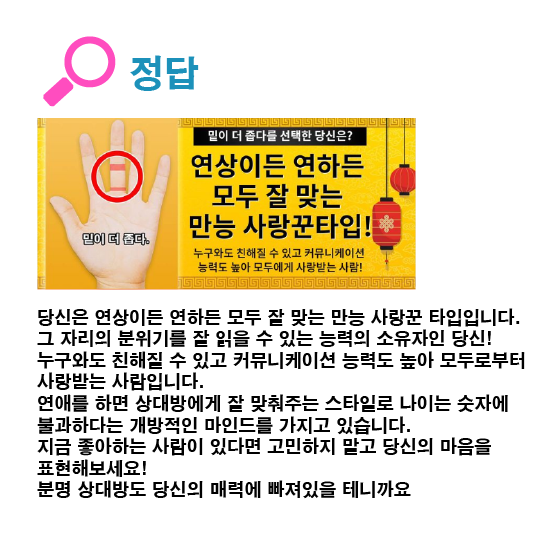 정답
밑이 더 좁다를 선택한 당신은?
연상이든 연하든
모두 잘 맞는
만능 사랑꾼타입!
밑이 더 좁다.
누구와도 친해질 수 있고 커뮤니케이션
능력도 높아 모두에게 사랑받는 사람!
당신은 연상이든 연하든 모두 잘 맞는 만능 사랑꾼 타입입니다.
그 자리의 분위기를 잘 읽을 수 있는 능력의 소유자인 당신!
누구와도 친해질 수 있고 커뮤니케이션 능력도 높아 모두로부터
사랑받는 사람입니다.
연애를 하면 상대방에게 잘 맞춰주는 스타일로 나이는 숫자에
불과하다는 개방적인 마인드를 가지고 있습니다.
지금 좋아하는 사람이 있다면 고민하지 말고 당신의 마음을
표현해보세요!
분명 상대방도 당신의 매력에 빠져있을 테니까요